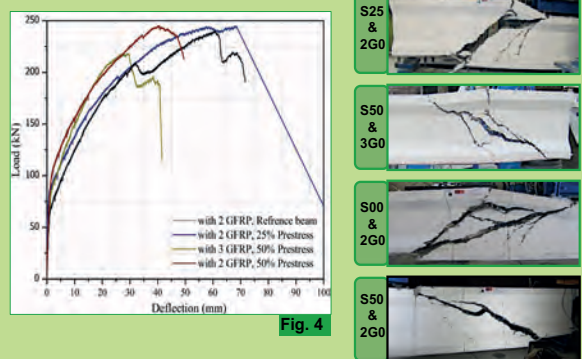 250
200
150
100
50
0
Load (kN)
0 10 20 30 40 50 60 70 80 90 100
Deflection (mm)
with 2 GFRP, Refrence beam
with 2 GFRP, 25% Prestress
with 3 GFRP, 50% Prestress
with 2 GFRP, 50% Prestress
Fig. 4
S25
&
2G0
S50
&
3G0
S00
&
2G0
S50
&
2G0